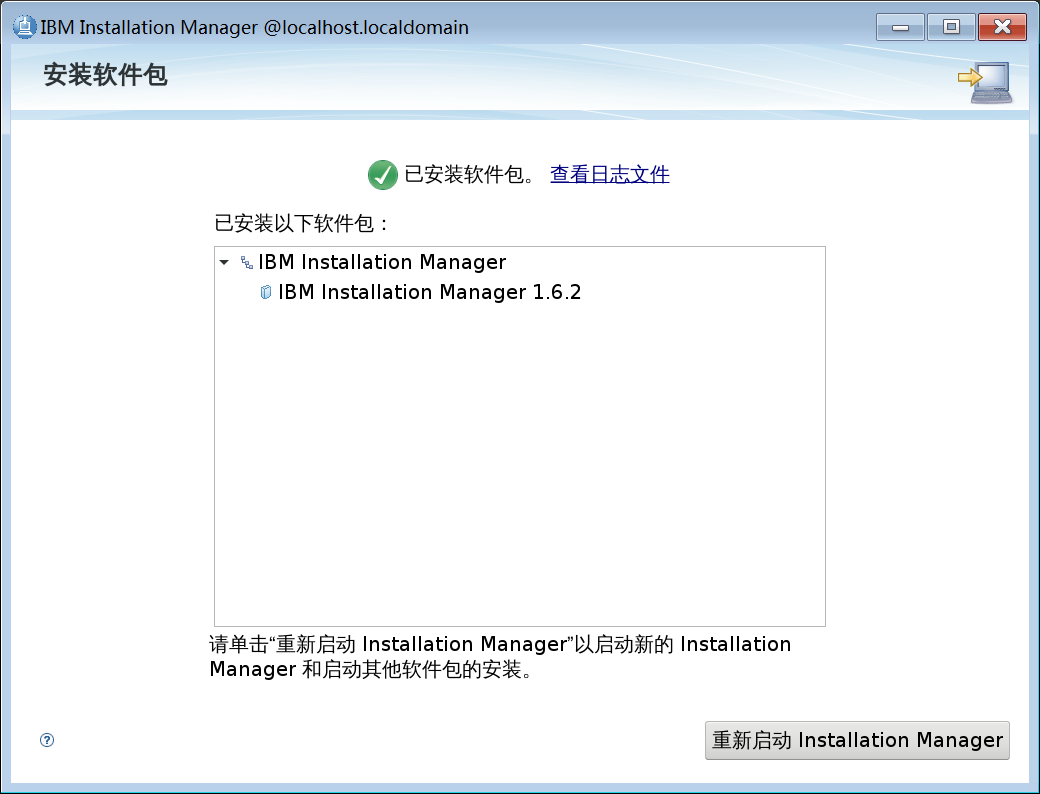 IBM Installation Manager @localhost.localdomain
安装软件包
已安装软件包。 查看日志文件
已安装以下软件包：
IBM Installation Manager
IBM Installation Manager 1.6.2
请单击“重新启动 Installation Manager”以启动新的 Installation
Manager 和启动其他软件包的安装。
?
重新启动 Installation Manager